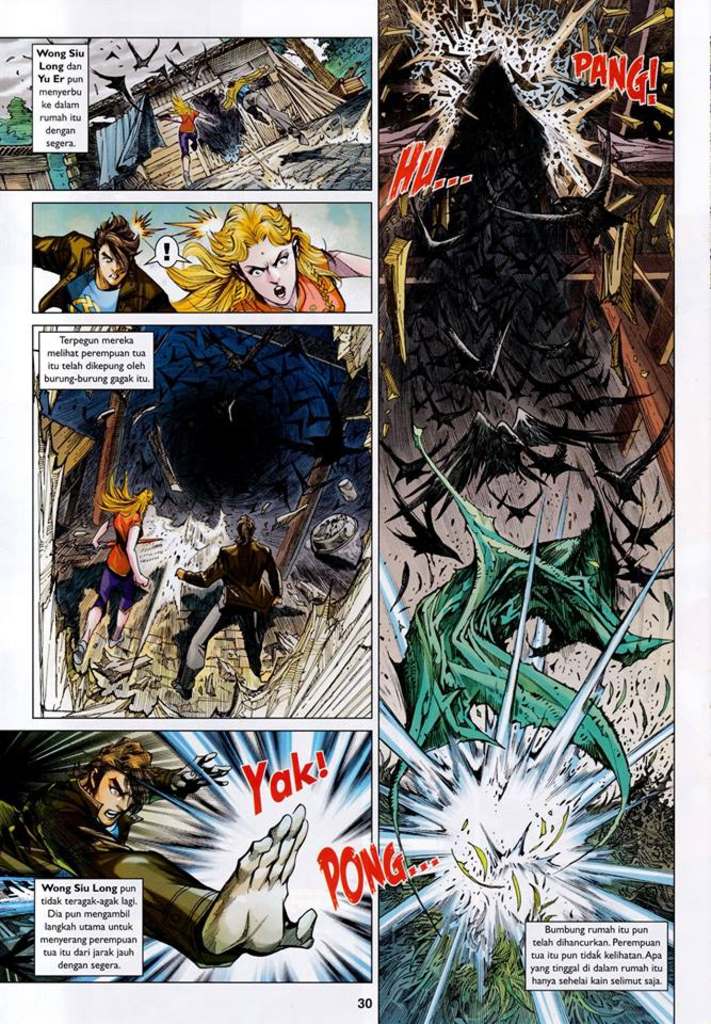 Wong Siu
Long dan
Yu Er pun
menyerbu
ke dalam
rumah itu
dengan
segera.
!
Terpegun mereka
melihat perempuan tua
itu telah dikepung oleh
burung-burung gagak itu.
Yak!
Wong Siu Long pun
tidak teragak-agak lagi.
Dia pun mengambil
langkah utama untuk
menyerang perempuan
tua itu dari jarak jauh
dengan segera.
PONG...
PANG!
HU...
Bumbung rumah itu pun
telah dihancurkan. Perempuan
tua itu pun tidak kelihatan. Apa
yang tinggal di dalam rumah itu
hanya sehelai kain selimut saja.
30